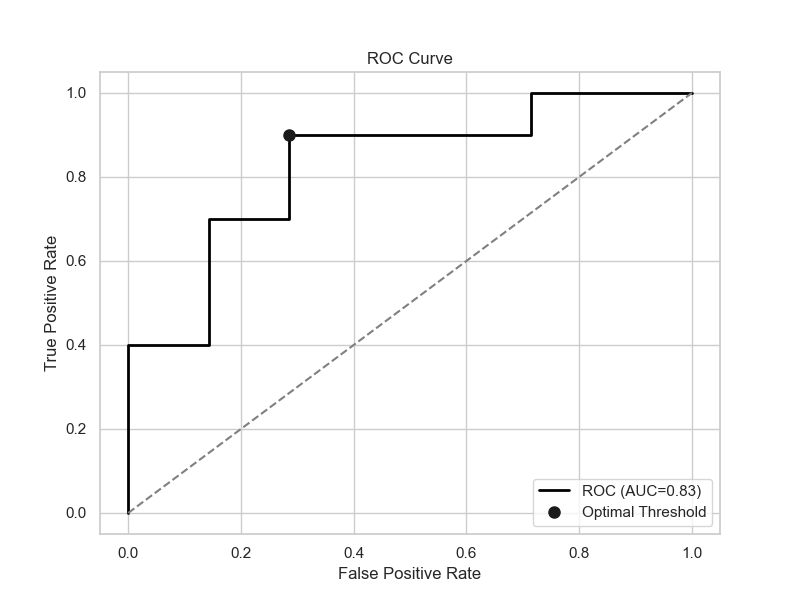 ROC Curve
1.0
0.8
0.6
0.4
0.2
0.0
True Positive Rate
0.0 0.2 0.4 0.6 0.8 1.0
False Positive Rate
ROC (AUC=0.83)
Optimal Threshold